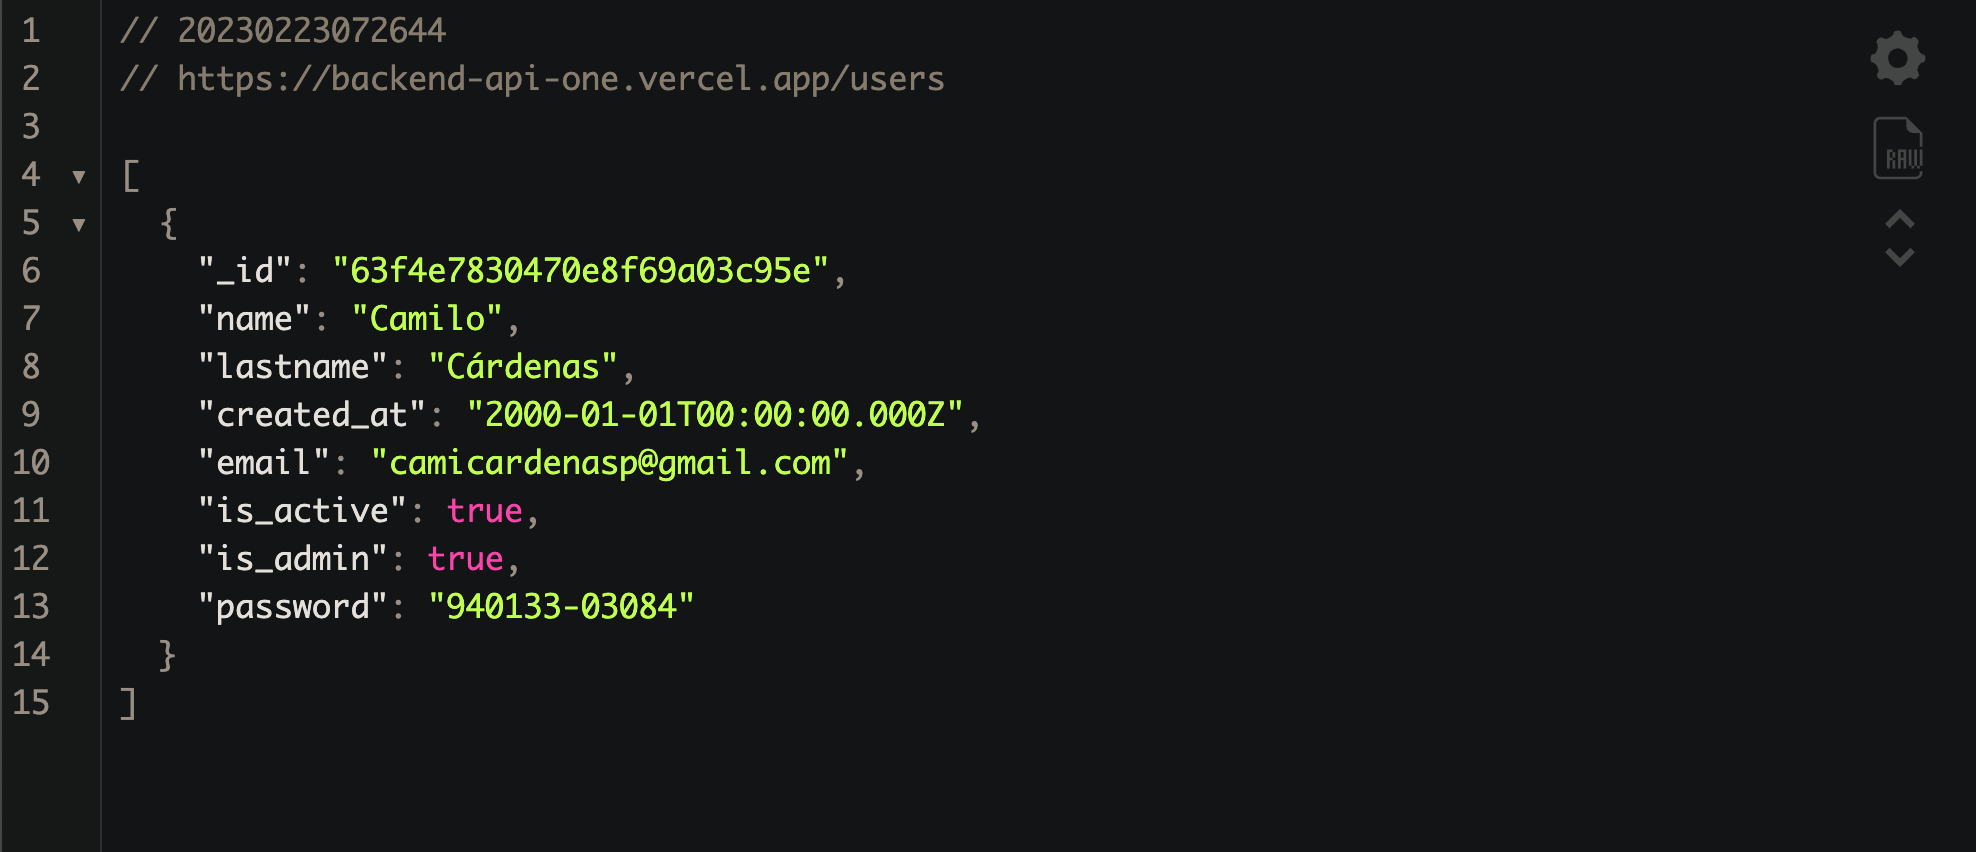 1 // 20230223072644
2 // https://backend-api-one.vercel.app/users
3
4 ▼ [
5 ▼ {
6 "_id": "63f4e7830470e8f69a03c95e",
7 "name": "Camilo",
8 "lastname": "Cárdenas",
9 "created_at": "2000-01-01T00:00:00.000Z",
10 "email": "camicardenasp@gmail.com",
11 "is_active": true,
12 "is_admin": true,
13 "password": "940133-03084"
14 }
15 ]
RAW